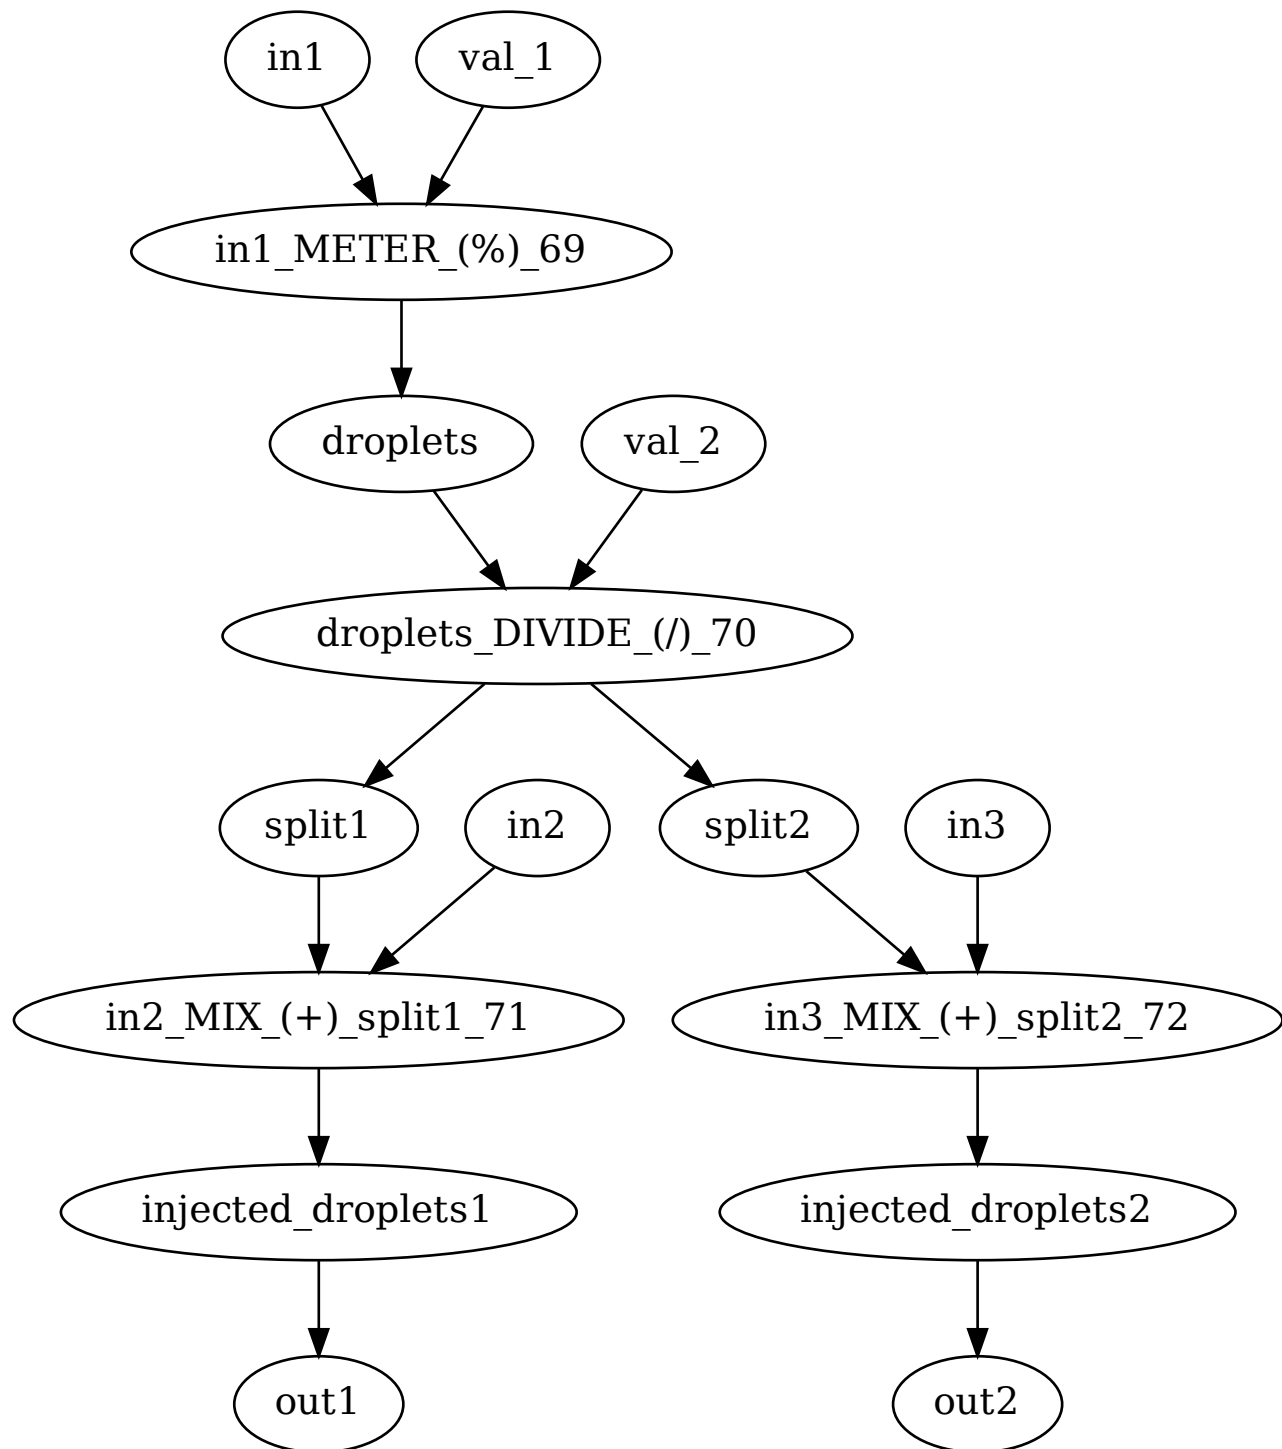 in1
val_1
in1_METER_(%)_69
droplets
val_2
droplets_DIVIDE_(/)_70
split1
in2
split2
in3
in2_MIX_(+)_split1_71
in3_MIX_(+)_split2_72
injected_droplets1
injected_droplets2
out1
out2